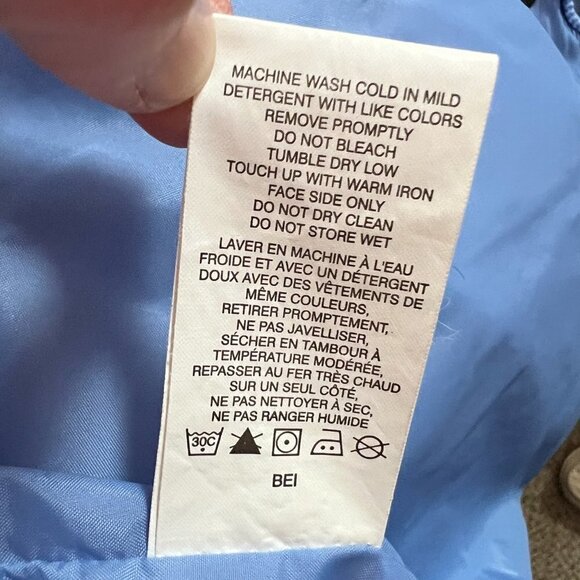 MACHINE WASH COLD IN MILD
DETERGENT WITH LIKE COLORS
REMOVE PROMPTLY
DO NOT BLEACH
TUMBLE DRY LOW
TOUCH UP WITH WARM IRON
FACE SIDE ONLY
DO NOT DRY CLEAN
DO NOT STORE WET
LAVER EN MACHINE À L'EAU
FROIDE ET AVEC UN DÉTERGENT
DOUX AVEC DES VÊTEMENTS DE
MÊME COULEURS,
RETIRER PROMPTEMENT,
NE PAS JAVELLISER,
SÉCHER EN TAMBOUR À
TEMPÉRATURE MODÉRÉE,
REPASSER AU FER TRÈS CHAUD
SUR UN SEUL CÔTÉ,
NE PAS NETTOYER À SEC,
NE PAS RANGER HUMIDE
30C
BEI